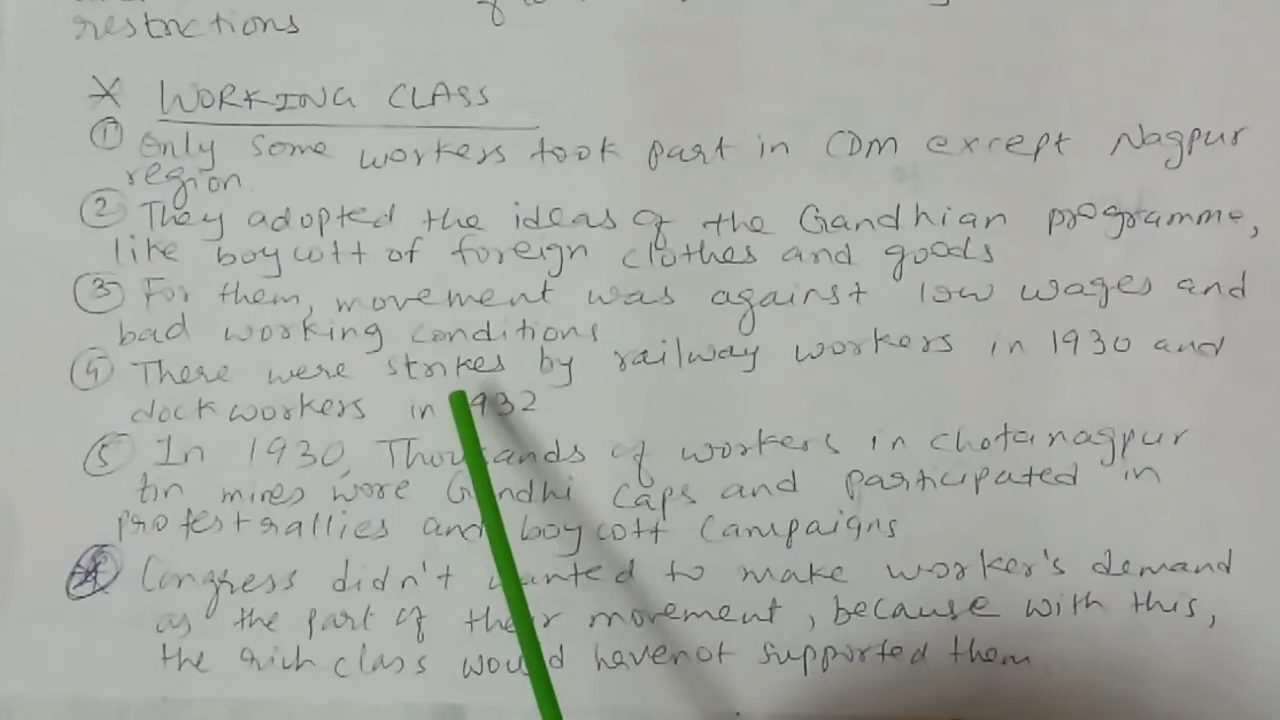 restrictions
* WORKING CLASS
① Only some workers took part in CDM except Nagpur
region
② They adopted the ideas of the Gandhian programme,
like boycott of foreign clothes and goods
③ For them, movement was against low wages and
bad working conditions
④ There were strikes by railway workers in 1930 and
dockworkers in 1932
⑤ In 1930, Thousands of workers in chotanagpur
tin mines wore Gandhi caps and participated in
protest rallies and boycott campaigns
Congress didn't wanted to make worker's demand
as the part of their movement, because with this,
the rich class would havenot supported them